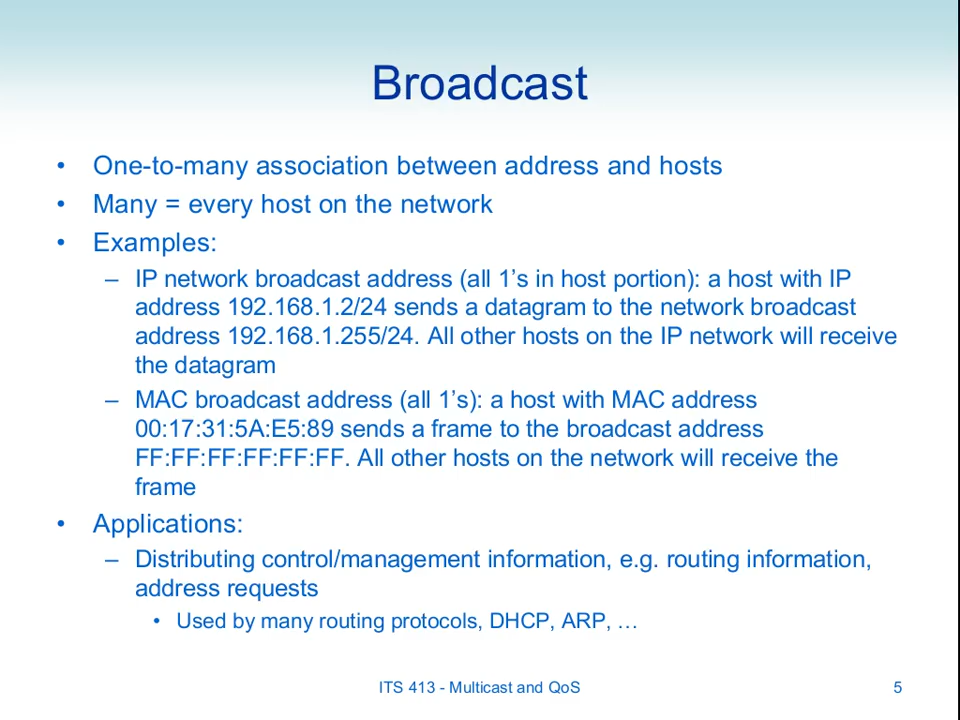 Broadcast
• One-to-many association between address and hosts
• Many = every host on the network
• Examples:
– IP network broadcast address (all 1’s in host portion): a host with IP
address 192.168.1.2/24 sends a datagram to the network broadcast
address 192.168.1.255/24. All other hosts on the IP network will receive
the datagram
– MAC broadcast address (all 1’s): a host with MAC address
00:17:31:5A:E5:89 sends a frame to the broadcast address
FF:FF:FF:FF:FF:FF. All other hosts on the network will receive the
frame
• Applications:
– Distributing control/management information, e.g. routing information,
address requests
• Used by many routing protocols, DHCP, ARP, …
ITS 413 - Multicast and QoS
5